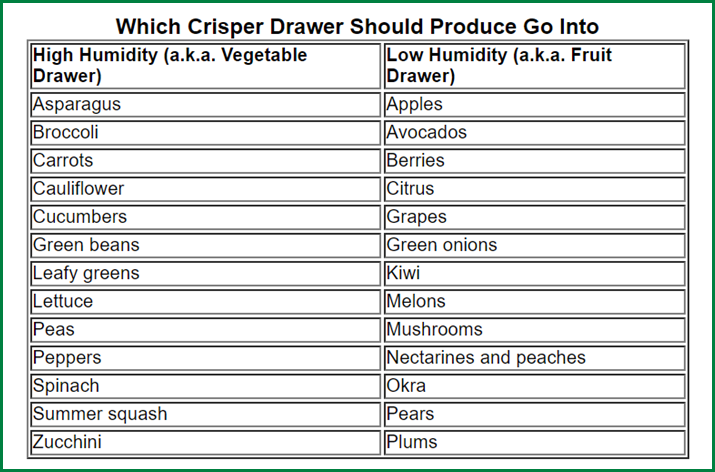 Which Crisper Drawer Should Produce Go Into
High Humidity (a.k.a. Vegetable
Drawer)
Low Humidity (a.k.a. Fruit
Drawer)
Asparagus
Apples
Broccoli
Avocados
Carrots
Berries
Cauliflower
Citrus
Cucumbers
Grapes
Green beans
Green onions
Leafy greens
Kiwi
Lettuce
Melons
Peas
Mushrooms
Peppers
Nectarines and peaches
Spinach
Okra
Summer squash
Pears
Zucchini
Plums